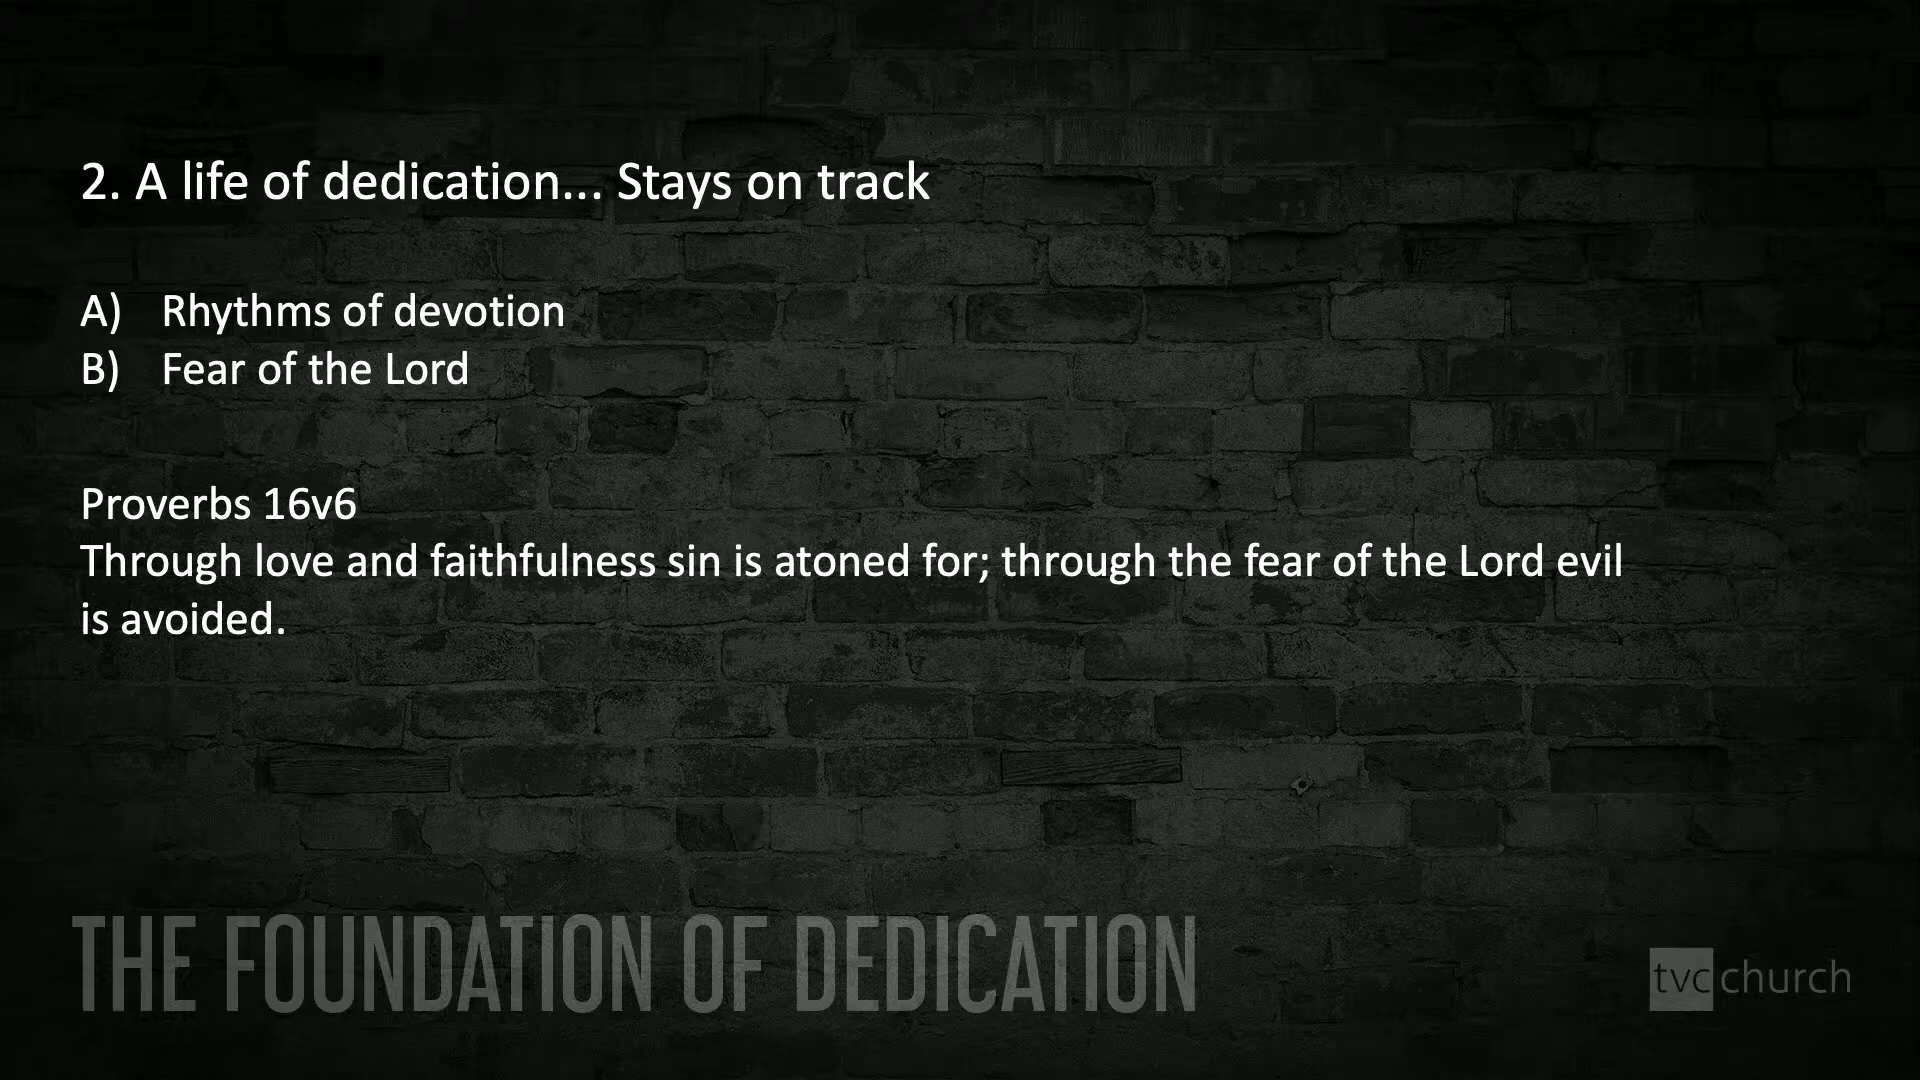 2. A life of dedication... Stays on track
A) Rhythms of devotion
B) Fear of the Lord
Proverbs 16v6
Through love and faithfulness sin is atoned for; through the fear of the Lord evil
is avoided.
THE FOUNDATION OF DEDICATION
tvc church